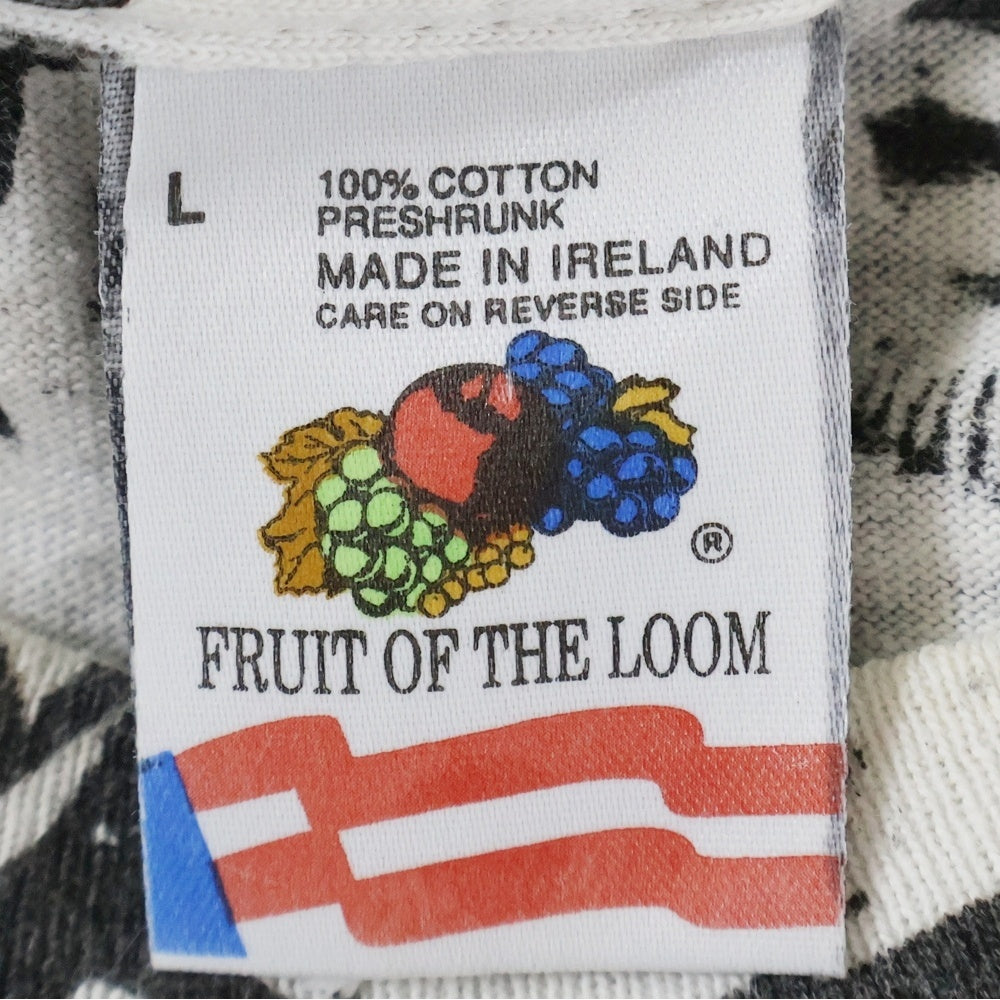 L
100% COTTON
PRESHRUNK
MADE IN IRELAND
CARE ON REVERSE SIDE
®
FRUIT OF THE LOOM